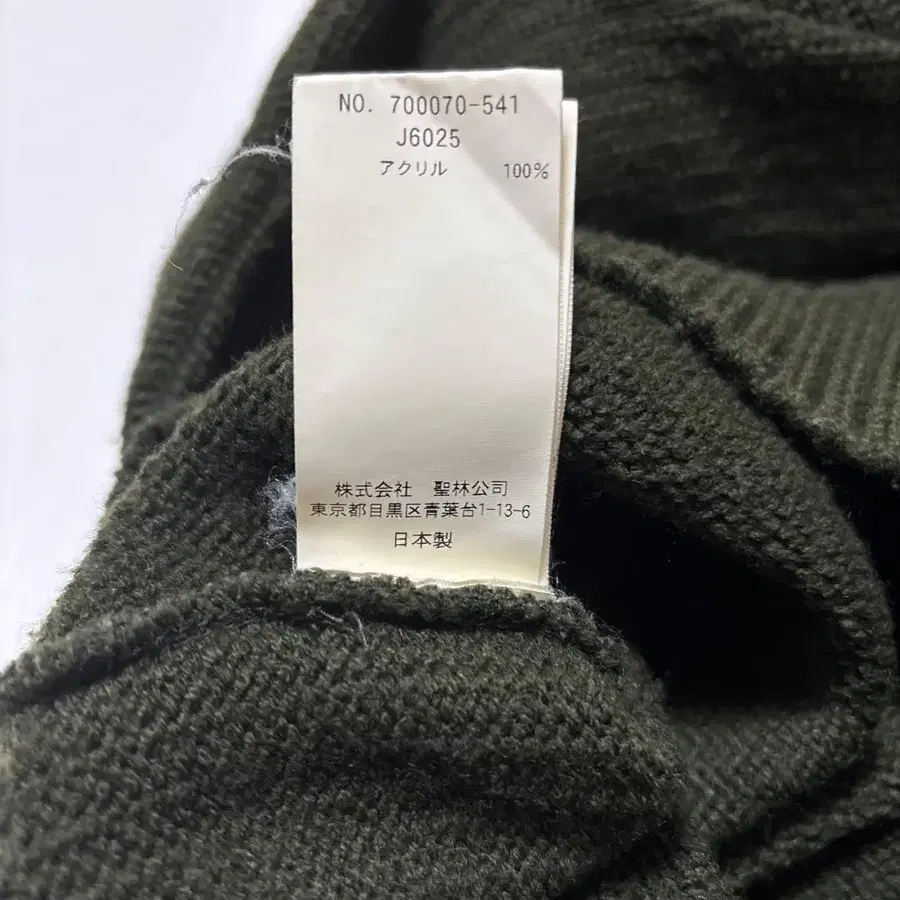 NO. 700070-541
J6025
アクリル 100%
株式会社 聖林公司
東京都目黒区青葉台1-13-6
日本製